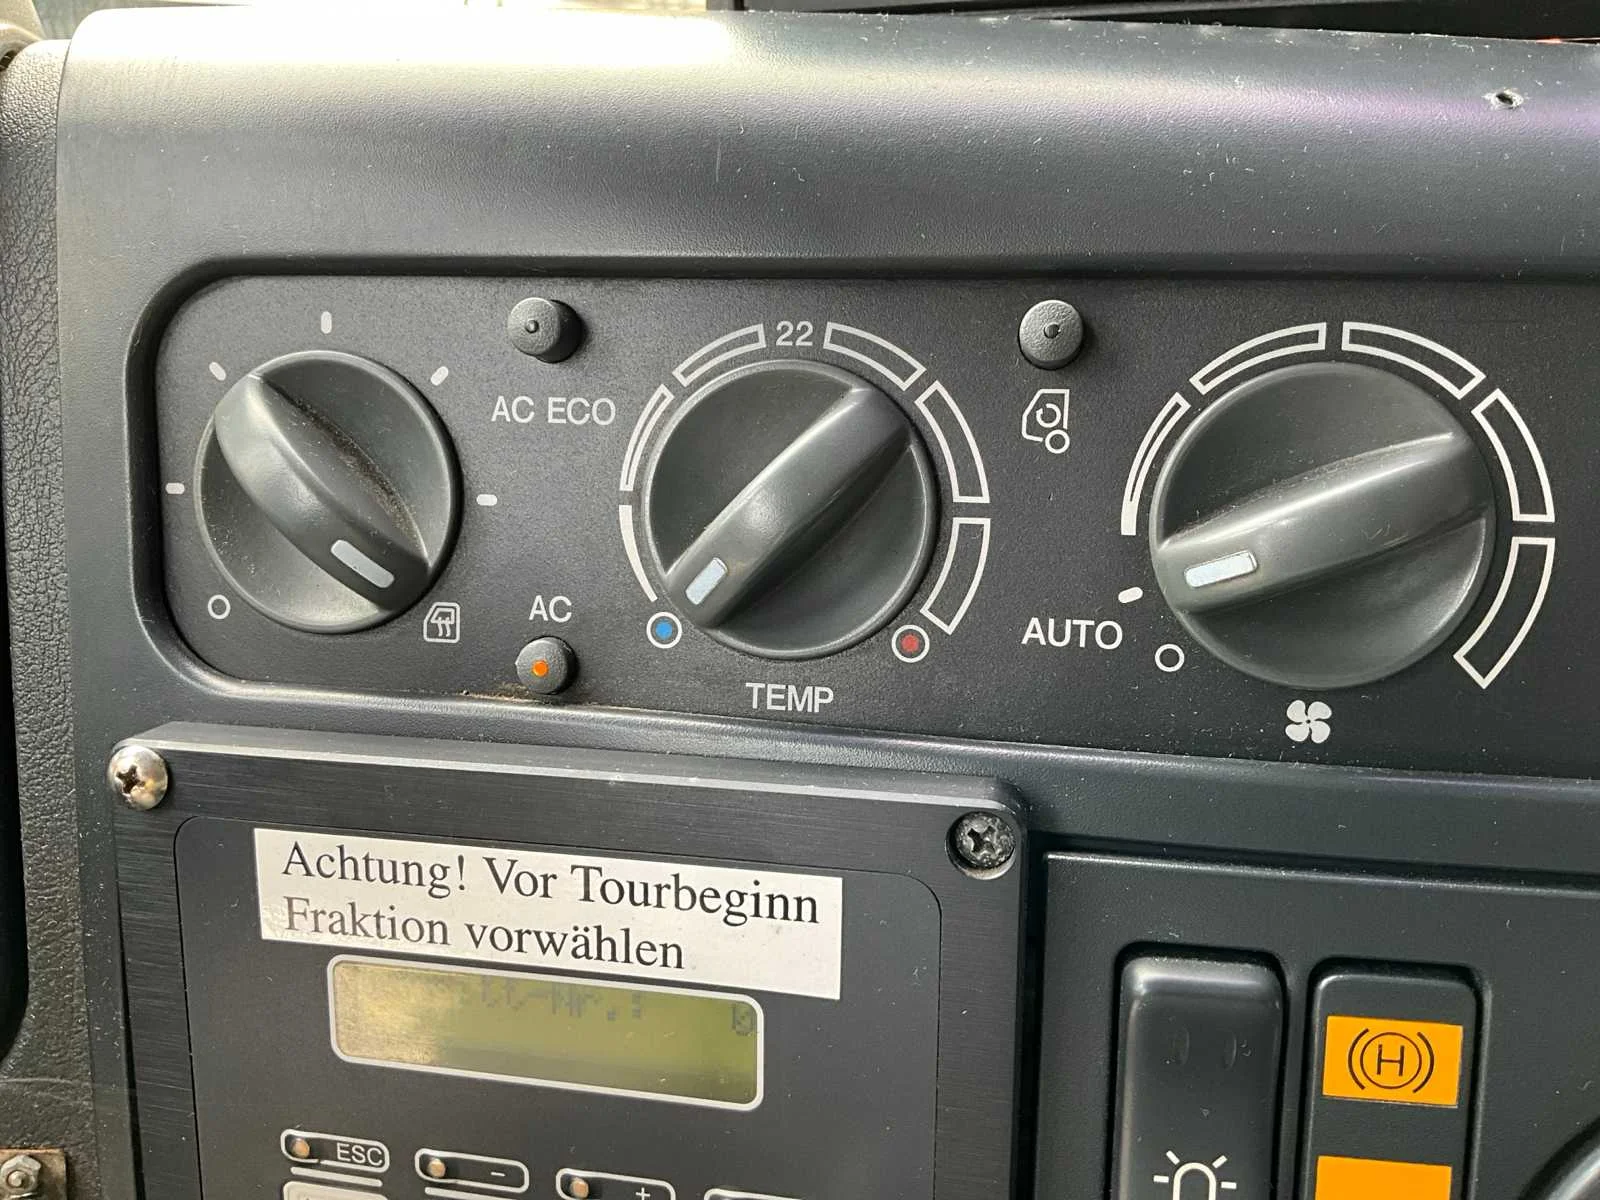 22
AC ECO
AC
TEMP
AUTO
Achtung! Vor Tourbeginn
Fraktion vorwählen
H
ESC
-
+